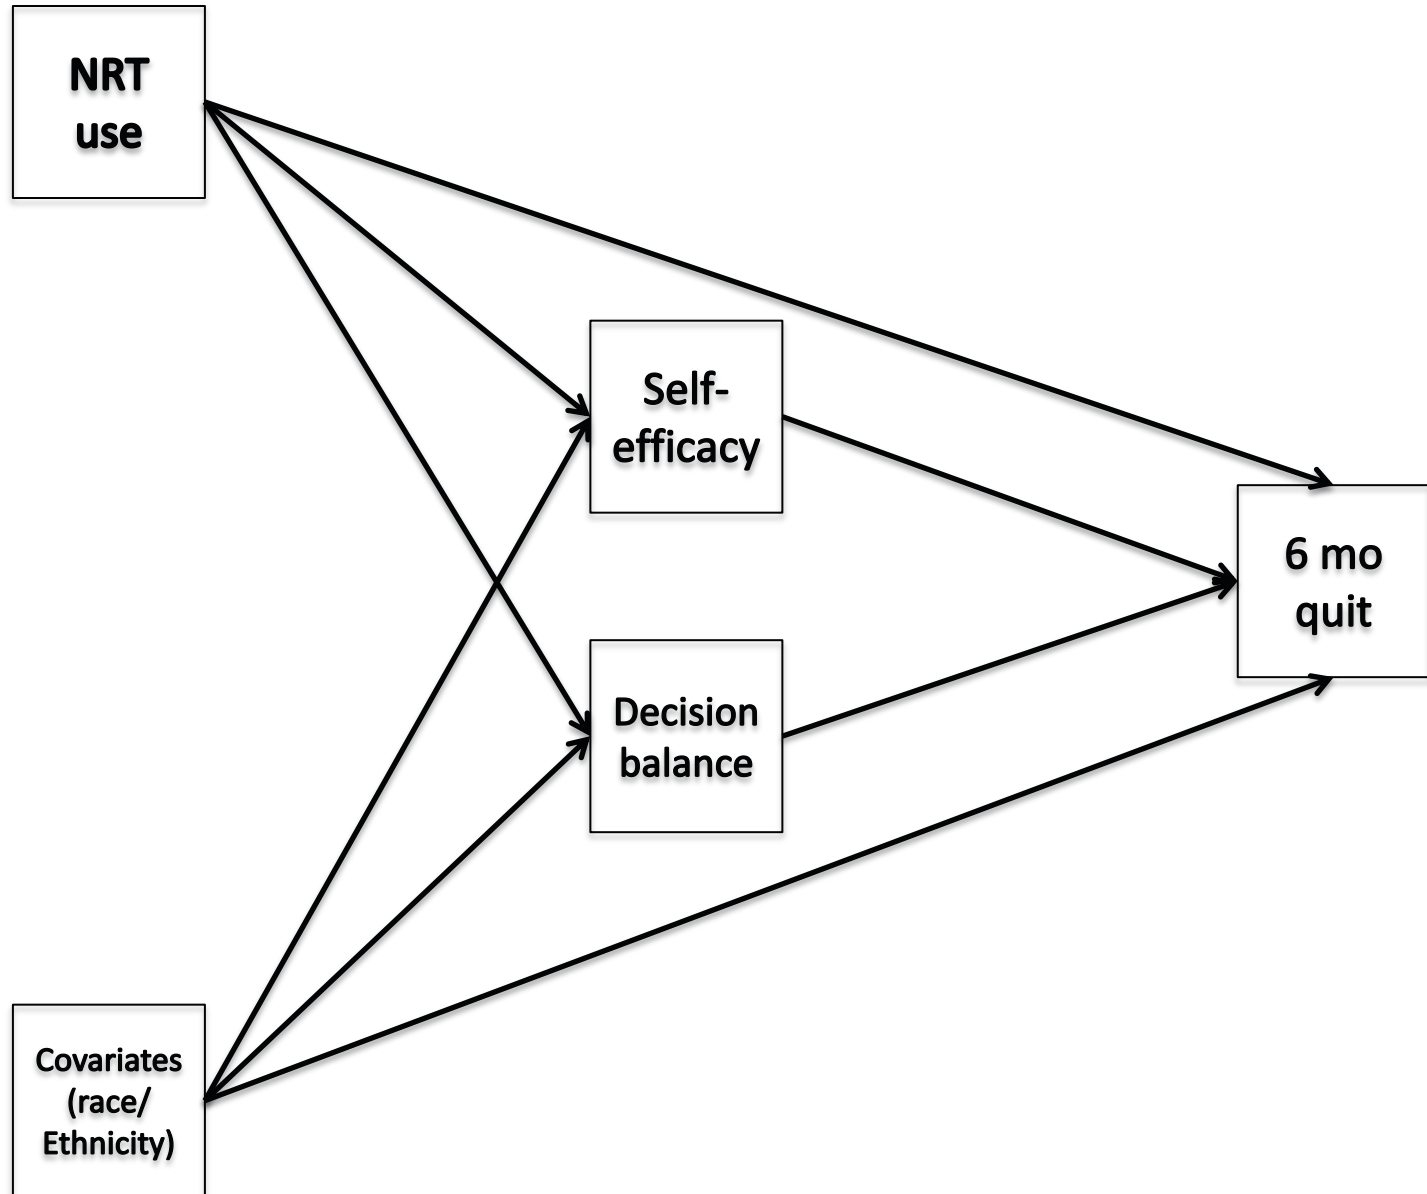 NRT
use
Self-
efficacy
6 mo
quit
Decision
balance
Covariates
(race/
Ethnicity)